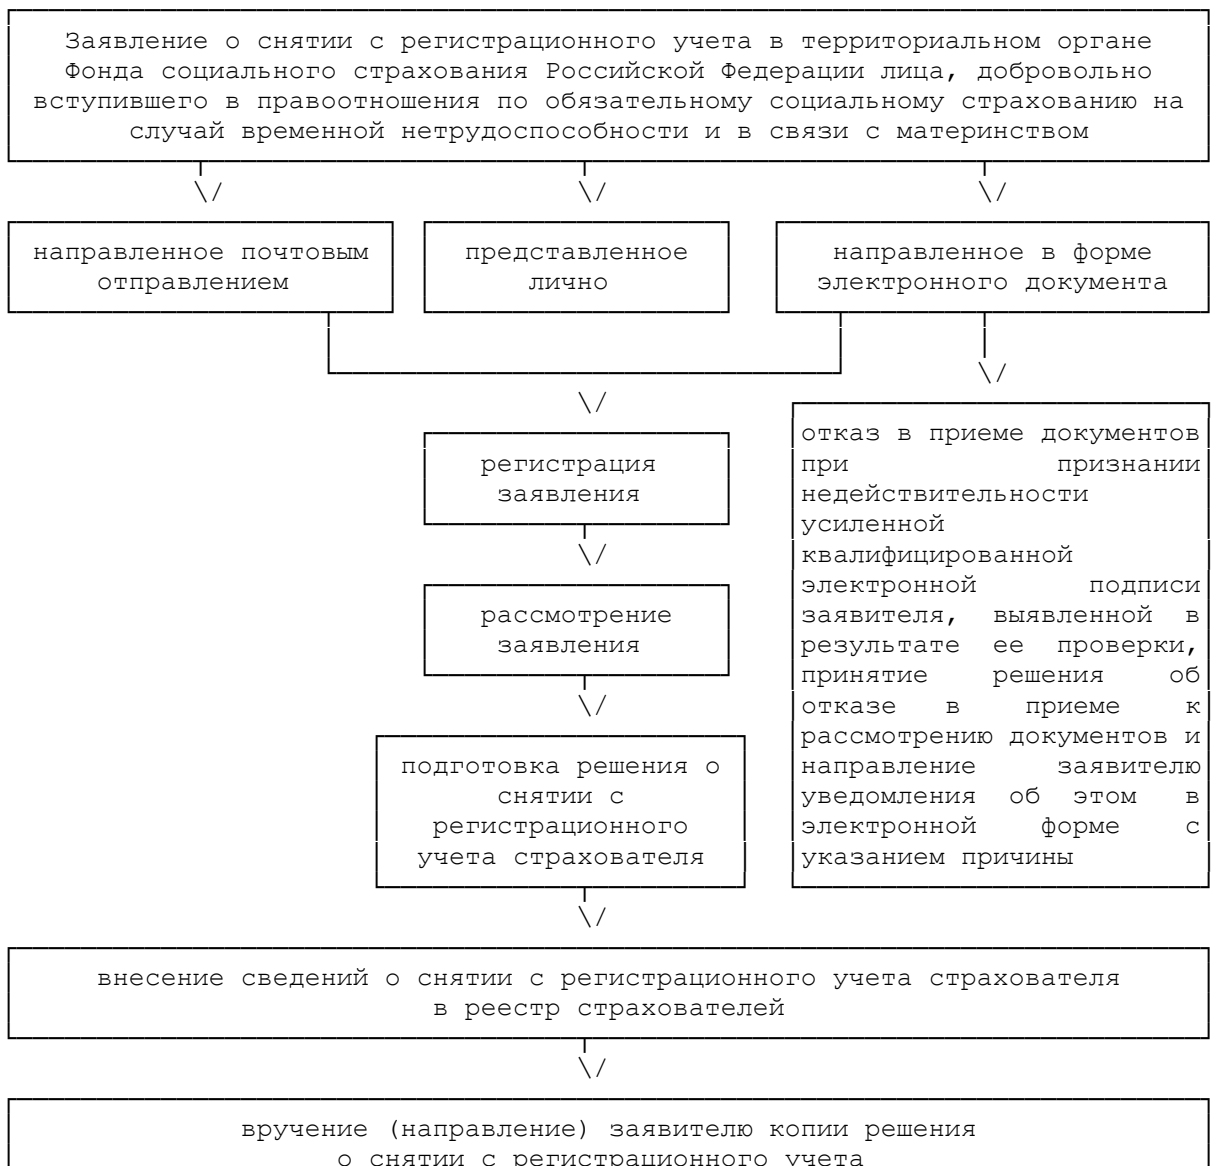 Заявление о снятии с регистрационного учета в территориальном органе
Фонда социального страхования Российской Федерации лица, добровольно
вступившего в правоотношения по обязательному социальному страхованию на
случай временной нетрудоспособности и в связи с материнством
направленное почтовым
отправлением
представленное
лично
направленное в форме
электронного документа
регистрация
заявления
рассмотрение
заявления
подготовка решения о
снятии с
регистрационного
учета страхователя
отказ в приеме документов
при признании
недействительности
усиленной
квалифицированной
электронной подписи
заявителя, выявленной в
результате ее проверки,
принятие решения об
отказе в приеме к
рассмотрению документов и
направление заявителю
уведомления об этом в
электронной форме с
указанием причины
внесение сведений о снятии с регистрационного учета страхователя
в реестр страхователей
вручение (направление) заявителю копии решения
о снятии с регистрационного учета